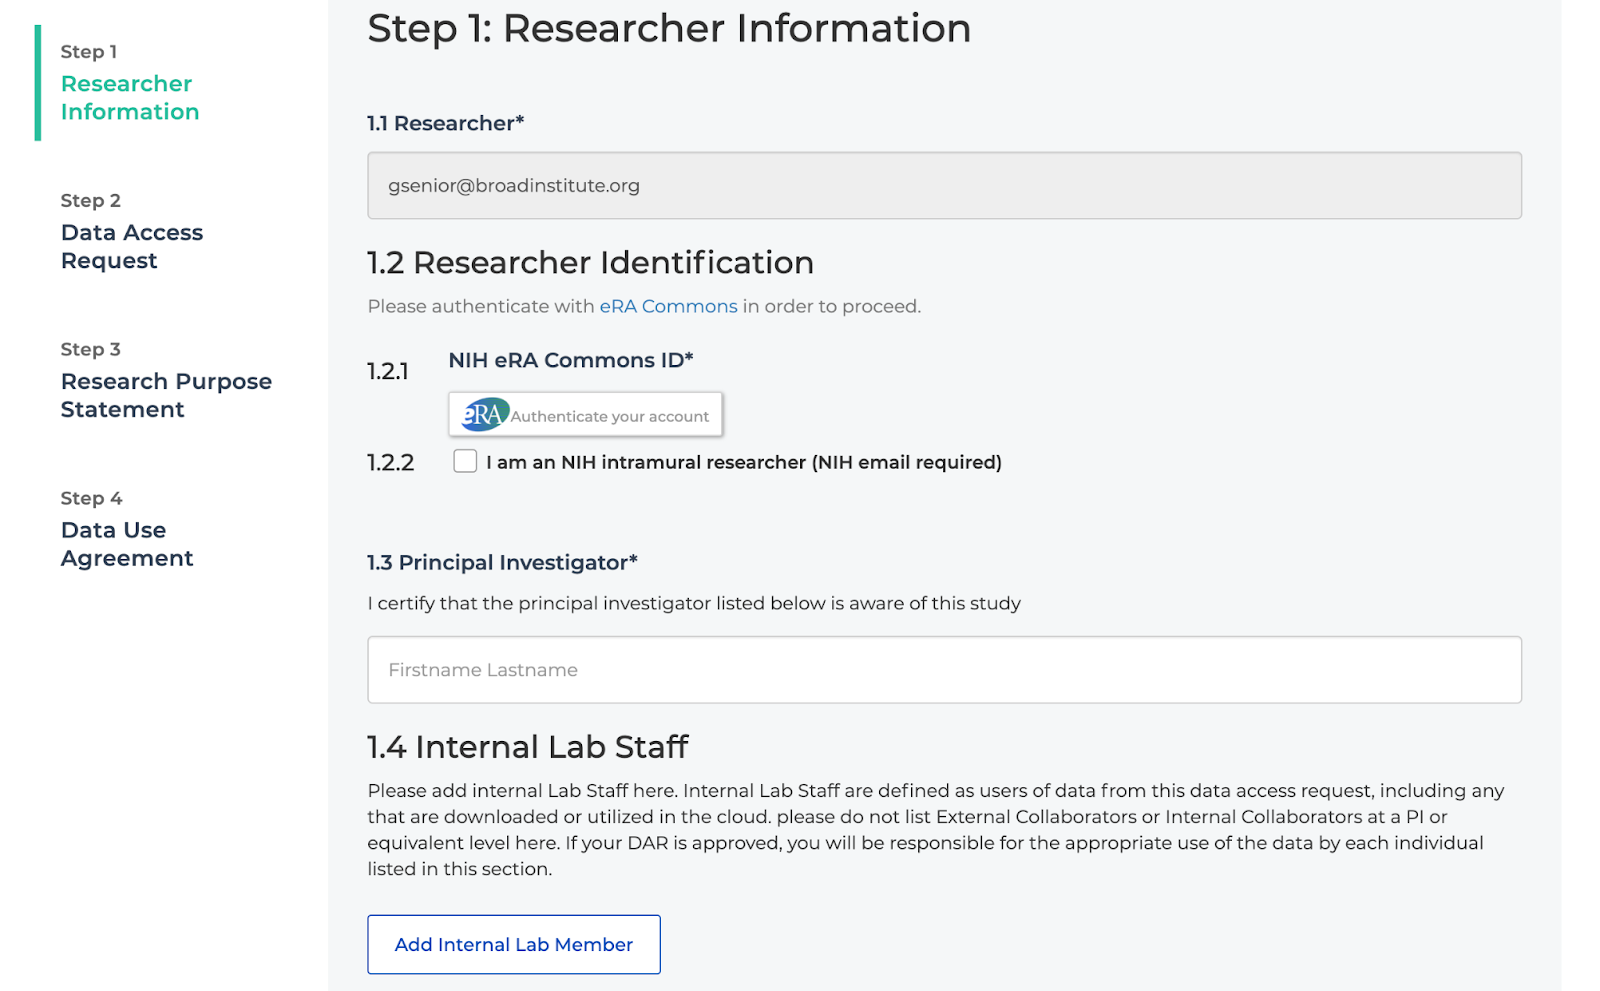 Step 1
Researcher
Information
Step 2
Data Access
Request
Step 3
Research Purpose
Statement
Step 4
Data Use
Agreement
Step 1: Researcher Information
1.1 Researcher*
gsenior@broadinstitute.org
1.2 Researcher Identification
Please authenticate with eRA Commons in order to proceed.
1.2.1 NIH eRA Commons ID*
eRA Authenticate your account
1.2.2 I am an NIH intramural researcher (NIH email required)
1.3 Principal Investigator*
I certify that the principal investigator listed below is aware of this study
Firstname Lastname
1.4 Internal Lab Staff
Please add internal Lab Staff here. Internal Lab Staff are defined as users of data from this data access request, including any
that are downloaded or utilized in the cloud. please do not list External Collaborators or Internal Collaborators at a PI or
equivalent level here. If your DAR is approved, you will be responsible for the appropriate use of the data by each individual
listed in this section.
Add Internal Lab Member